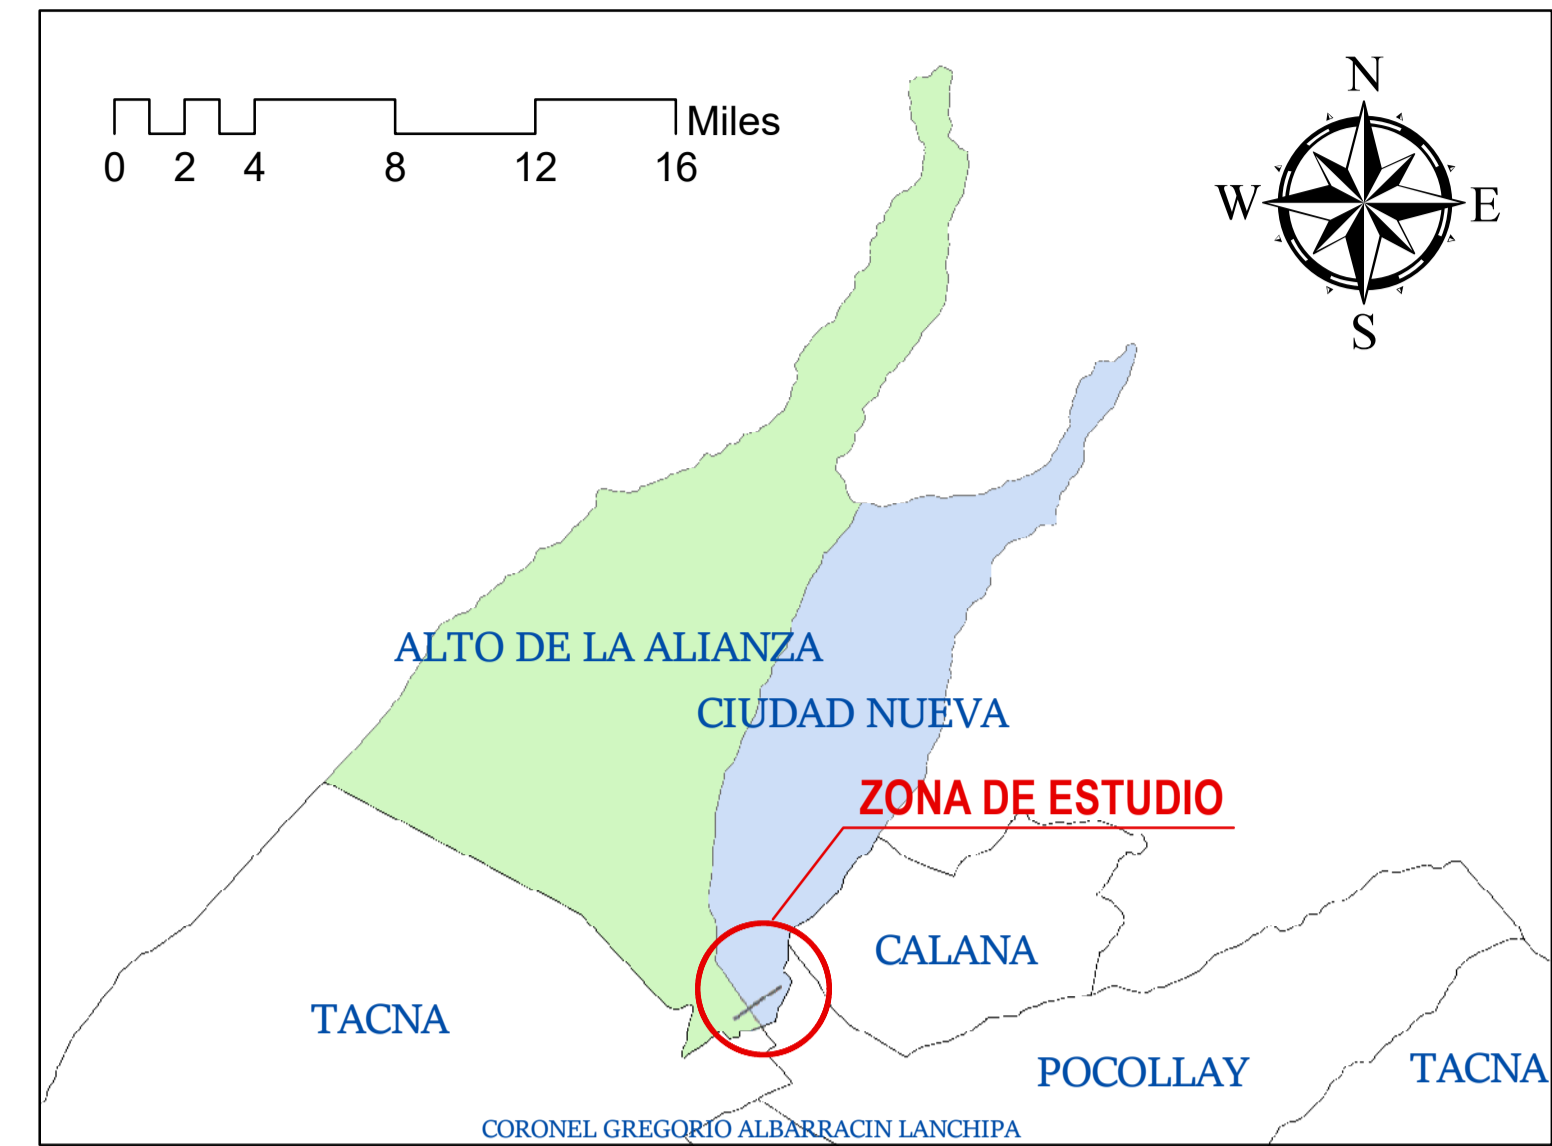 N
Miles
0 2 4 8 12 16
W E
S
ALTO DE LA ALIANZA
CIUDAD NUEVA
ZONA DE ESTUDIO
CALANA
TACNA
POCOLLAY
TACNA
CORONEL GREGORIO ALBARRACIN LANCHIPA